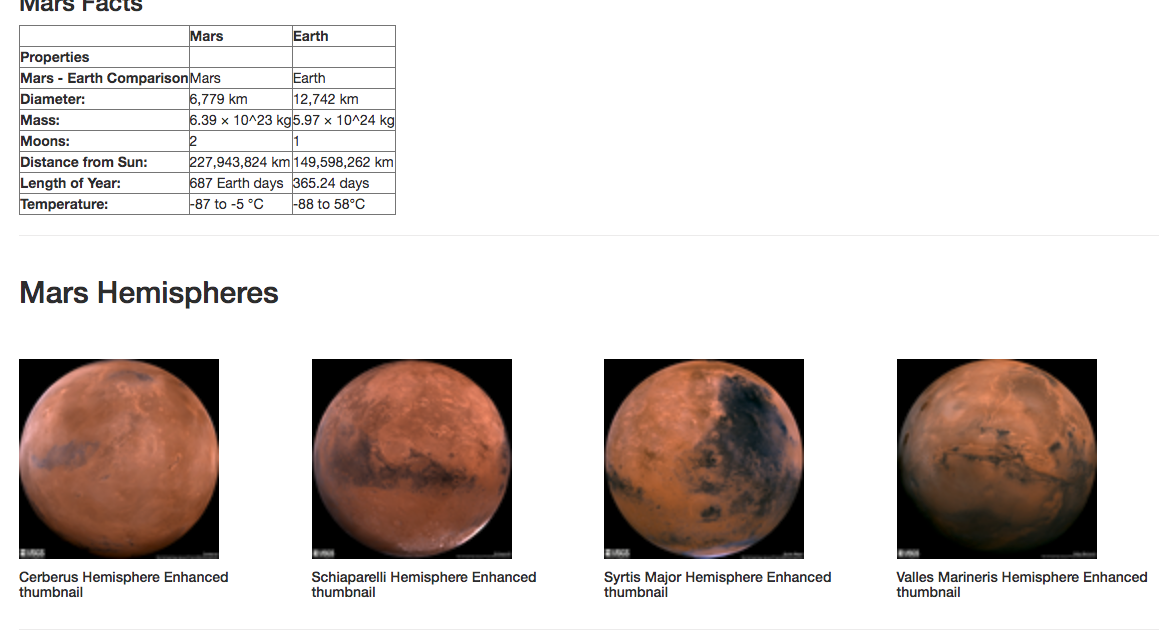 Mars Facts
Mars Earth
Properties
Mars - Earth Comparison Mars Earth
Diameter: 6,779 km 12,742 km
Mass: 6.39 × 10^23 kg 5.97 × 10^24 kg
Moons: 2 1
Distance from Sun: 227,943,824 km 149,598,262 km
Length of Year: 687 Earth days 365.24 days
Temperature: -87 to -5 °C -88 to 58°C
Mars Hemispheres
USGS USGS USGS USGS
Cerberus Hemisphere Enhanced
thumbnail
Schiaparelli Hemisphere Enhanced
thumbnail
Syrtis Major Hemisphere Enhanced
thumbnail
Valles Marineris Hemisphere Enhanced
thumbnail